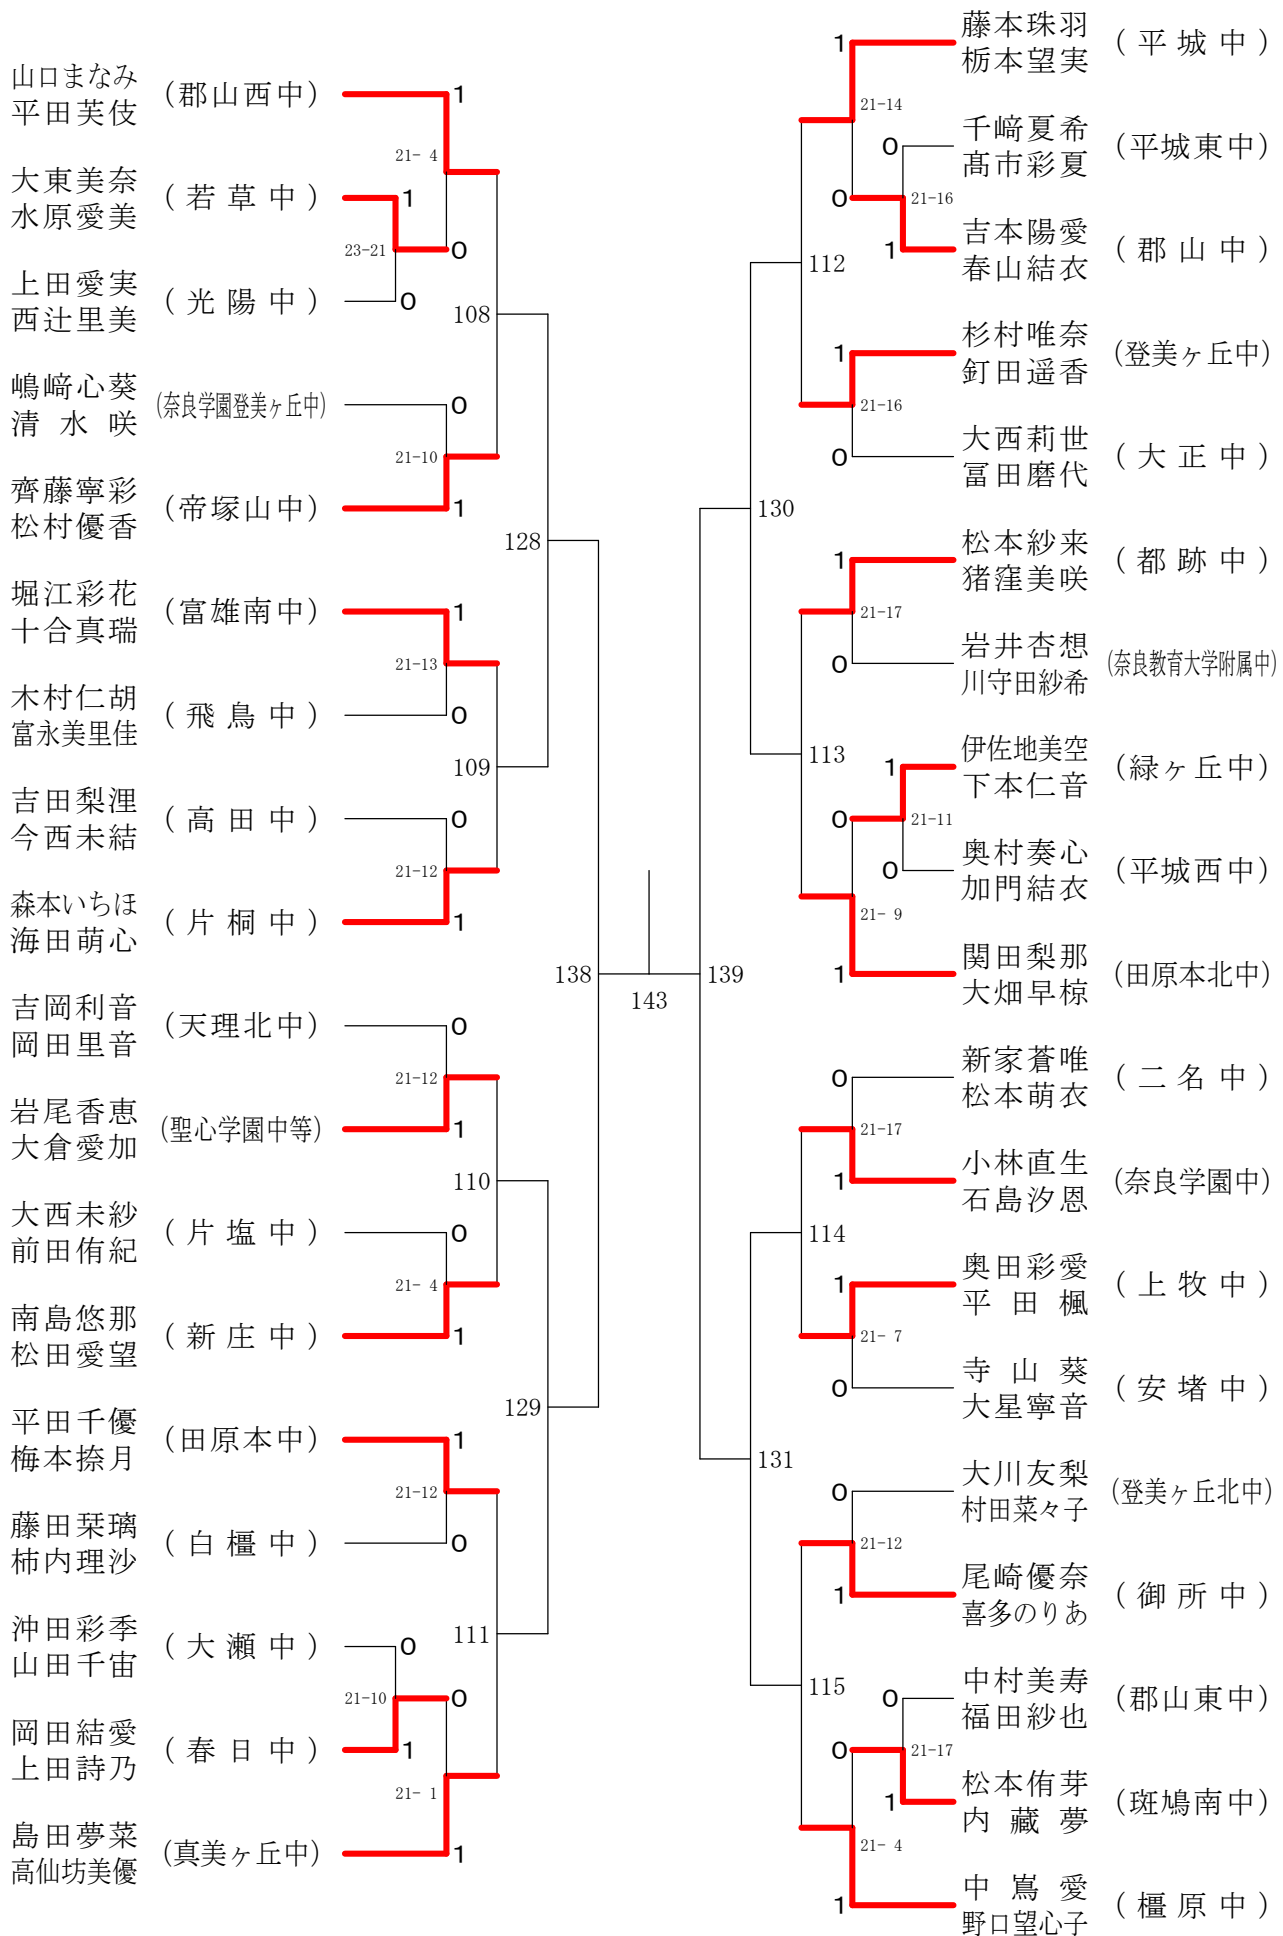 山口まなみ
平田芙伎
(郡山西中)
1
21- 4
大東美奈
水原愛美
(若草中)
1
23-21
0
上田愛実
西辻里美
(光陽中)
0
108
嶋﨑心葵
清水咲
(奈良学園登美ヶ丘中)
0
21-10
齊藤寧彩
松村優香
(帝塚山中)
1
128
堀江彩花
十合真瑞
(富雄南中)
1
21-13
木村仁胡
富永美里佳
(飛鳥中)
0
109
吉田梨浬
今西未結
(高田中)
0
21-12
森本いちほ
海田萌心
(片桐中)
1
138
吉岡利音
岡田里音
(天理北中)
0
21-12
岩尾香恵
大倉愛加
(聖心学園中等)
1
110
大西未紗
前田侑紀
(片塩中)
0
21- 4
南島悠那
松田愛望
(新庄中)
1
129
平田千優
梅本捺月
(田原本中)
1
21-12
藤田栞璃
柿内理沙
(白橿中)
0
111
沖田彩季
山田千宙
(大瀬中)
0
21-10
0
岡田結愛
上田詩乃
(春日中)
1
21- 1
島田夢菜
高仙坊美優
(真美ヶ丘中)
1
143
藤本珠羽
栃本望実
(平城中)
1
21-14
千﨑夏希
髙市彩夏
(平城東中)
0
0
21-16
吉本陽愛
春山結衣
(郡山中)
1
112
杉村唯奈
釘田遥香
(登美ヶ丘中)
1
21-16
大西莉世
冨田磨代
(大正中)
0
130
松本紗来
猪窪美咲
(都跡中)
1
21-17
岩井杏想
川守田紗希
(奈良教育大学附属中)
0
113
伊佐地美空
下本仁音
(緑ヶ丘中)
1
0
21-11
奥村奏心
加門結衣
(平城西中)
0
21- 9
関田梨那
大畑早椋
(田原本北中)
1
139
新家蒼唯
松本萌衣
(二名中)
0
21-17
小林直生
石島汐恩
(奈良学園中)
1
114
奥田彩愛
平田楓
(上牧中)
1
21- 7
寺山葵
大星寧音
(安堵中)
0
131
大川友梨
村田菜々子
(登美ヶ丘北中)
0
21-12
尾崎優奈
喜多のりあ
(御所中)
1
115
中村美寿
福田紗也
(郡山東中)
0
0
21-17
松本侑芽
内藏夢
(斑鳩南中)
1
21- 4
中嶌愛
野口望心子
(橿原中)
1